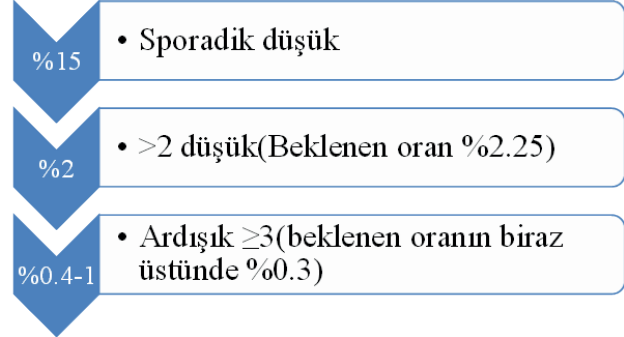 %15
• Sporadik düşük
%2
• >2 düşük(Beklenen oran %2.25)
%0.4-1
• Ardışık ≥3(beklenen oranın biraz
üstünde %0.3)